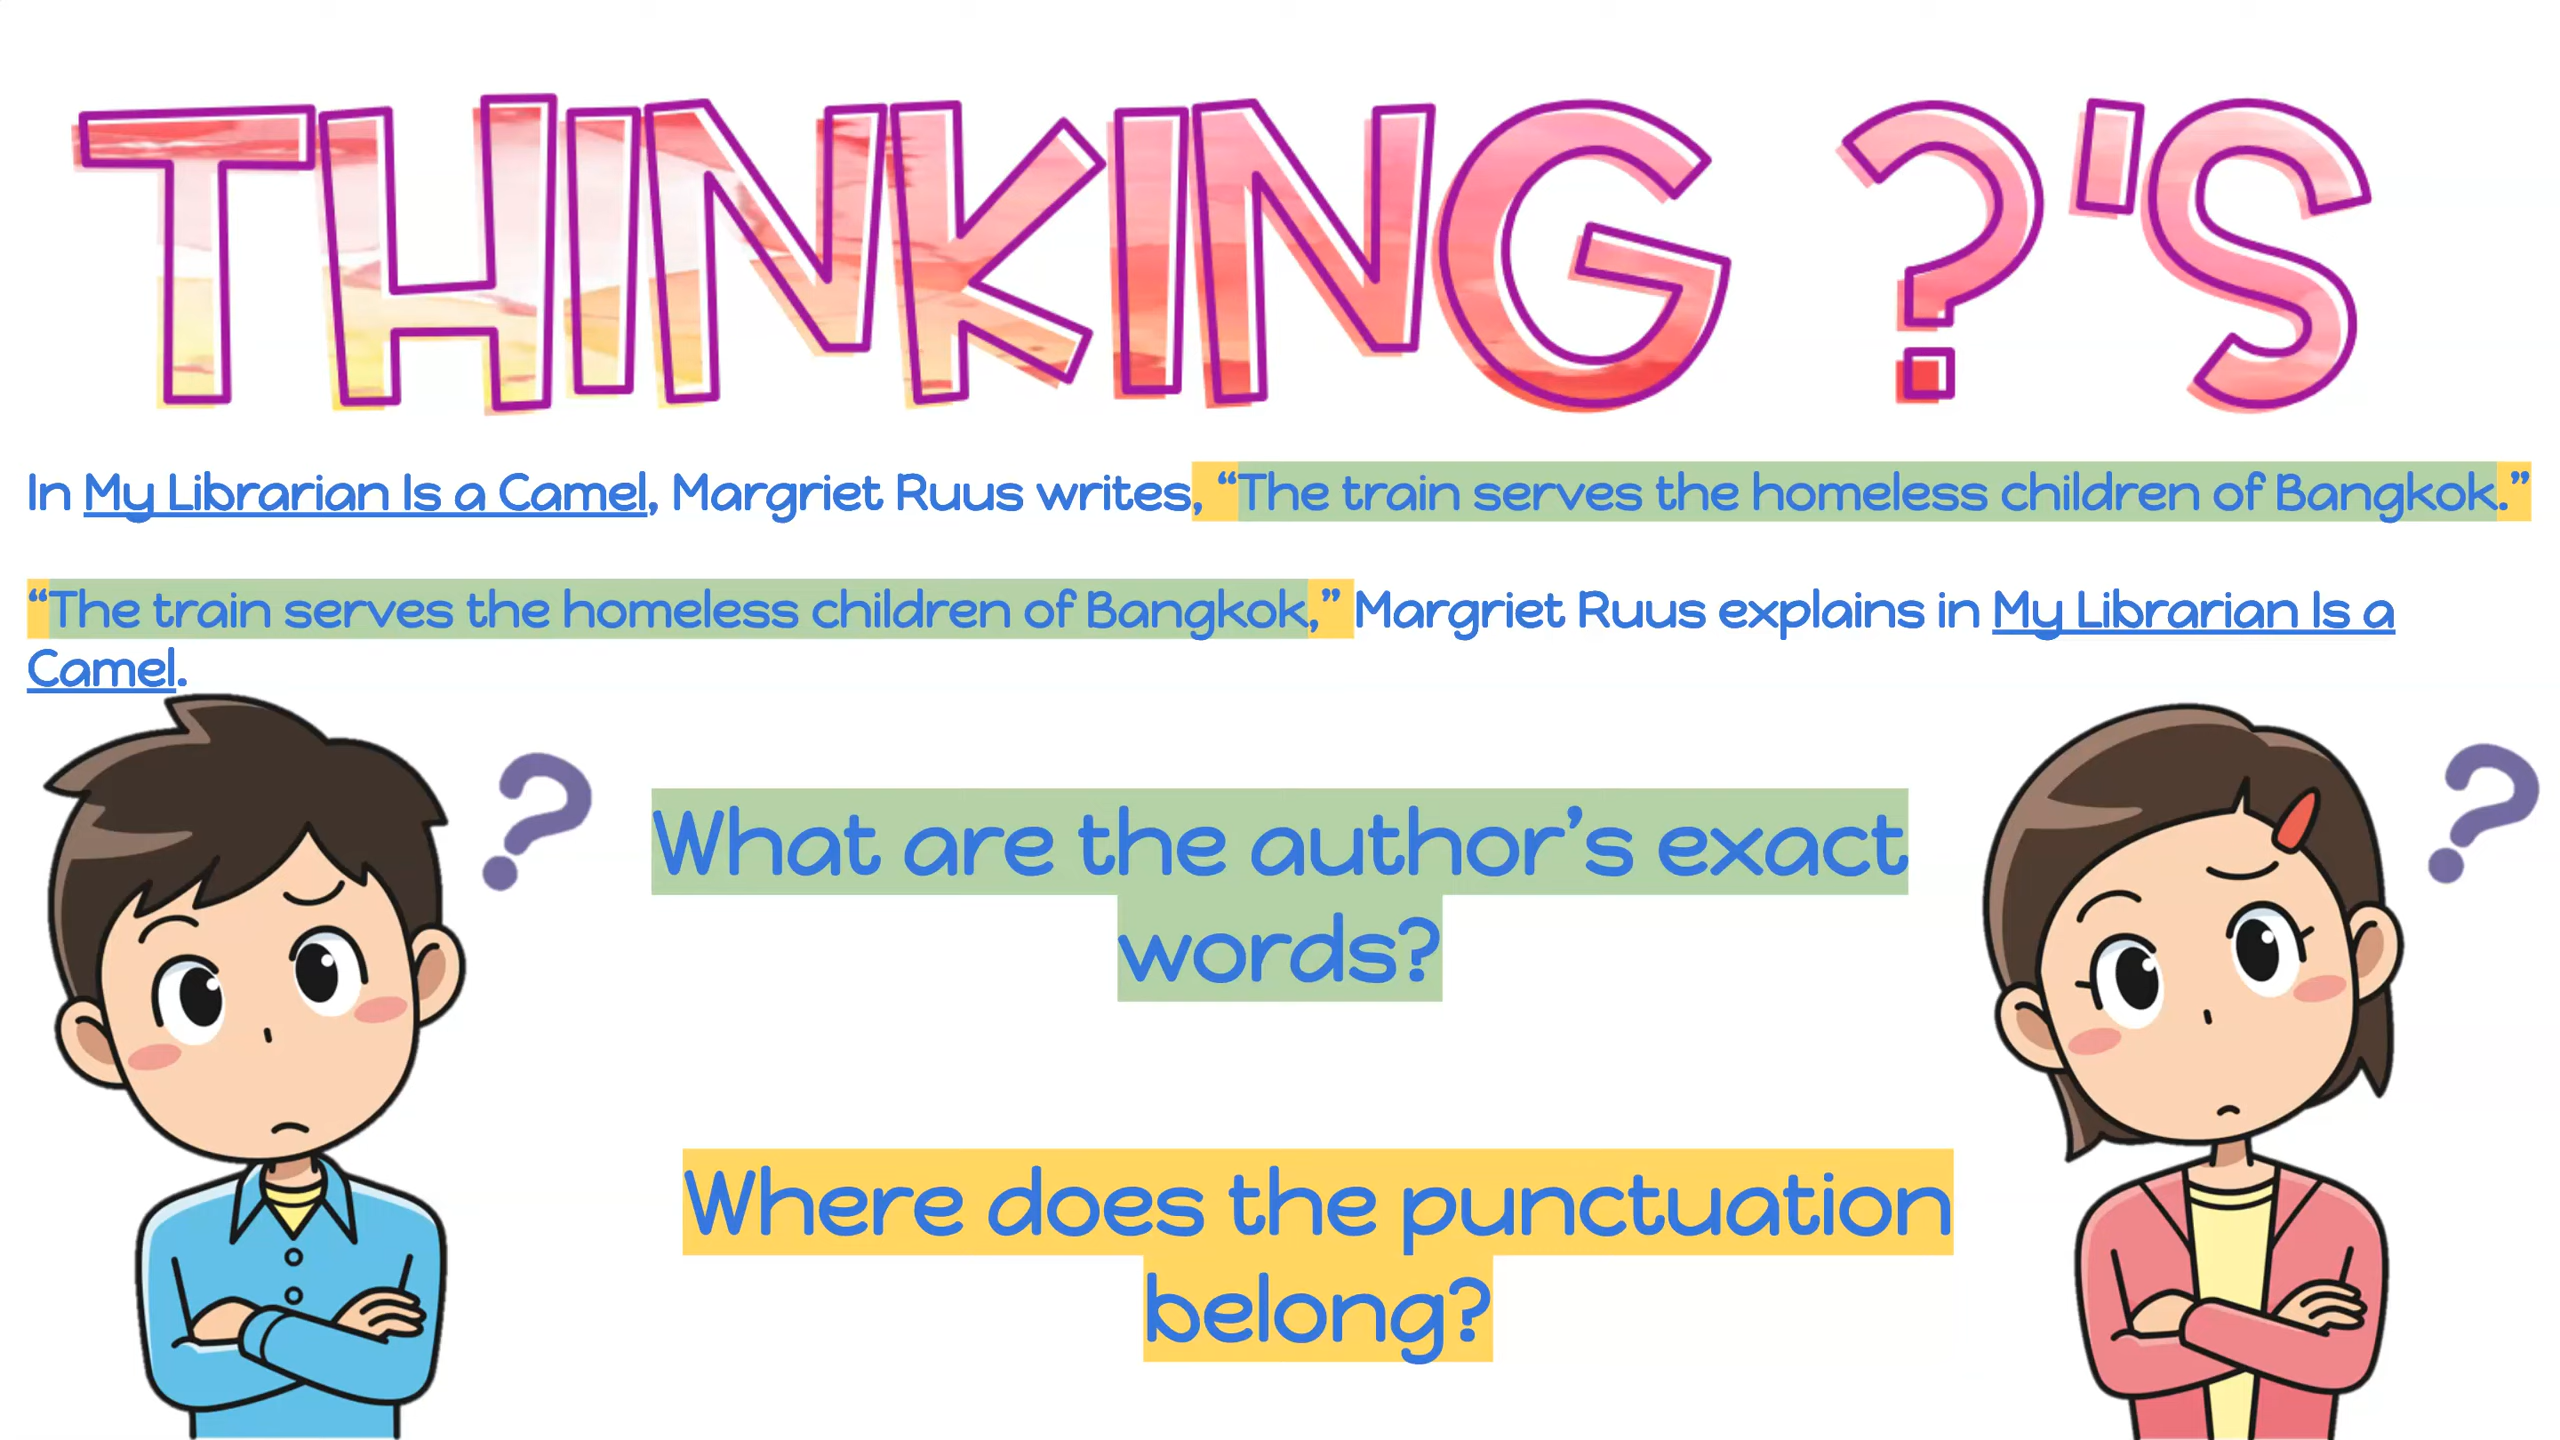 THINKING ?'S
In My Librarian Is a Camel, Margriet Ruus writes, “The train serves the homeless children of Bangkok.”
“The train serves the homeless children of Bangkok,” Margriet Ruus explains in My Librarian Is a
Camel.
?
?
What are the author’s exact
words?
Where does the punctuation
belong?